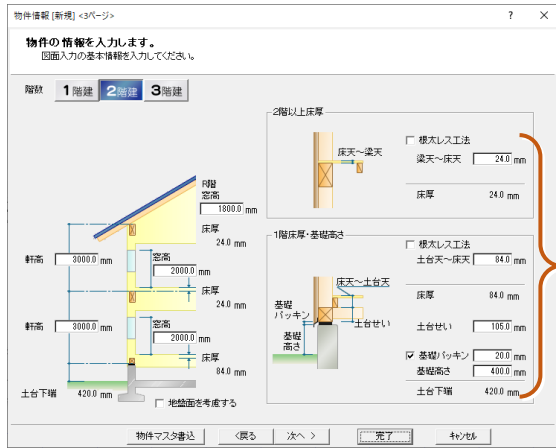 物件情報 [新規] <3ページ>
? ×
物件の情報を入力します。
図面入力の基本情報を入力してください。
階数 1階建 2階建 3階建
R階
窓高
1800.0 mm
床厚
24.0 mm
軒高 3000.0 mm
窓高
2000.0 mm
床厚
24.0 mm
軒高 3000.0 mm
窓高
2000.0 mm
床厚
84.0 mm
土台下端 420.0 mm
地盤面を考慮する
2階以上床厚
床天～梁天
根太レス工法
梁天～床天 24.0 mm
床厚 24.0 mm
1階床厚・基礎高さ
床天～土台天
基礎
パッキン
土台せい
基礎
高さ
根太レス工法
土台天～床天 84.0 mm
床厚 84.0 mm
土台せい 105.0 mm
基礎パッキン 20.0 mm
基礎高さ 400.0 mm
土台下端 420.0 mm
物件マスタ書込 <戻る 次へ > 完了 ｷｬﾝｾﾙ